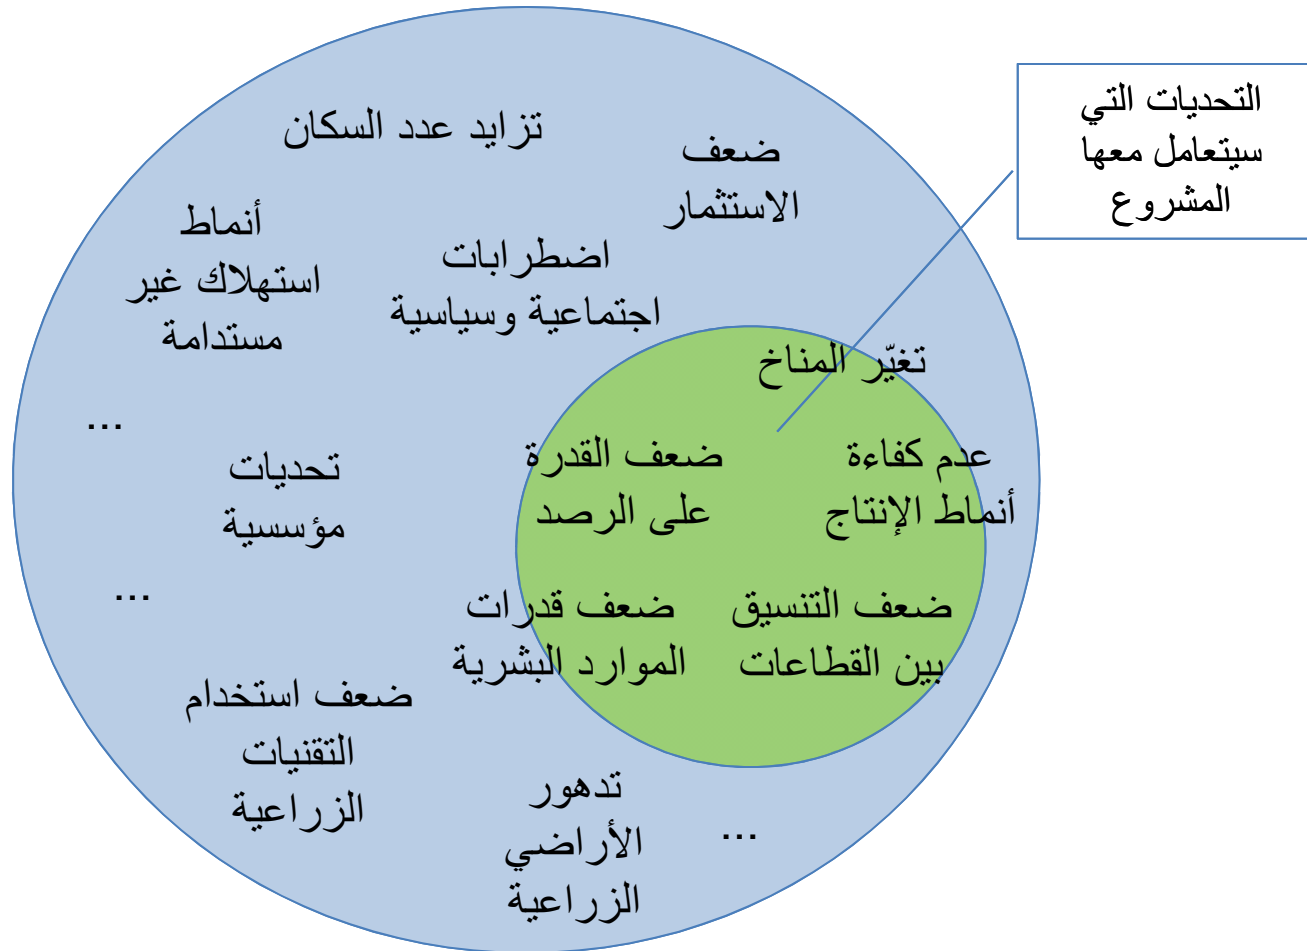 التحديات التي
سيتعامل معها
المشروع
تزايد عدد السكان
ضعف
الاستثمار
أنماط
استهلاك غير
مستدامة
اضطرابات
اجتماعية وسياسية
تغيّر المناخ
...
عدم كفاءة
أنماط الإنتاج
ضعف القدرة
على الرصد
تحديات
مؤسسية
...
ضعف التنسيق
بين القطاعات
ضعف قدرات
الموارد البشرية
ضعف استخدام
التقنيات
الزراعية
تدهور
الأراضي
الزراعية
...